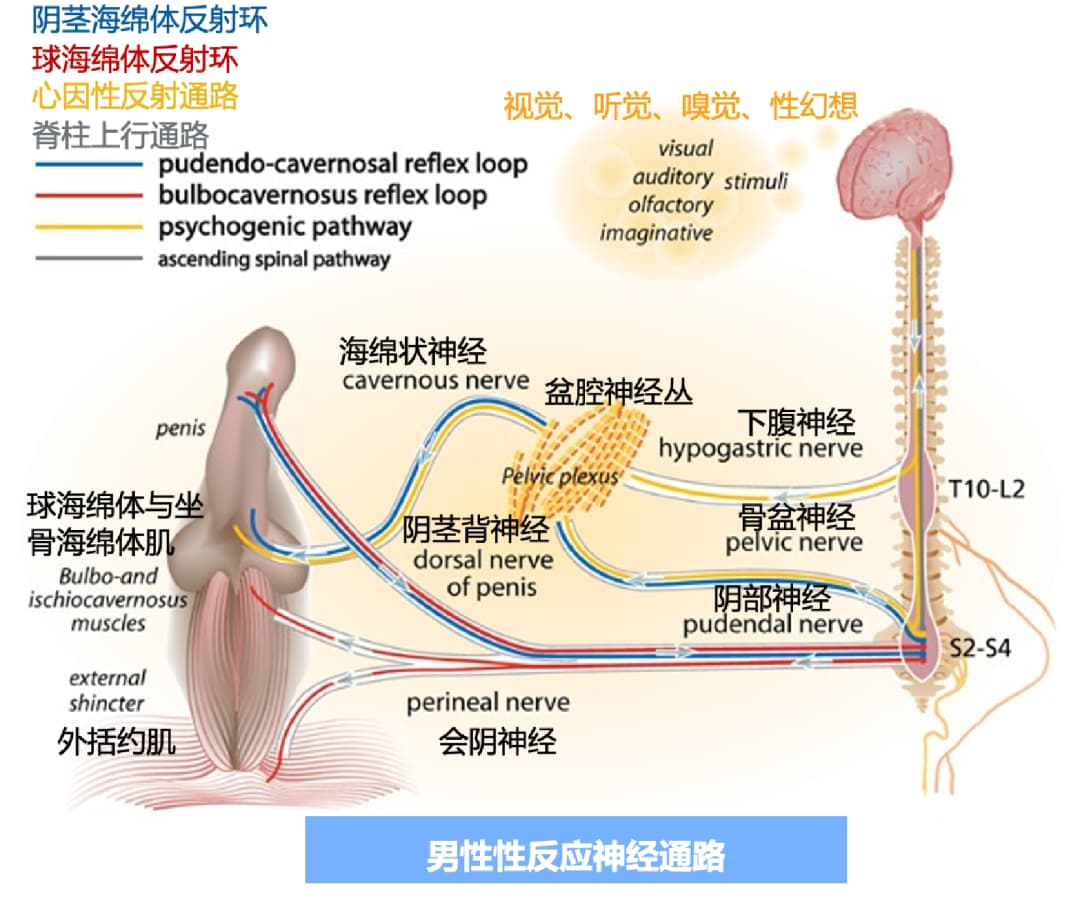 阴茎海绵体反射环
球海绵体反射环
心因性反射通路
脊柱上行通路
pudendo-cavernosal reflex loop
bulbocavernosus reflex loop
psychogenic pathway
ascending spinal pathway
视觉、听觉、嗅觉、性幻想
visual
auditory stimuli
olfactory
imaginative
海绵状神经
cavernous nerve
盆腔神经丛
Pelvic plexus
下腹神经
hypogastric nerve
T10-L2
penis
球海绵体与坐
骨海绵体肌
Bulbo-and
ischiocavernosus
muscles
阴茎背神经
dorsal nerve
of penis
骨盆神经
pelvic nerve
阴部神经
pudendal nerve
S2-S4
external
shincter
外括约肌
perineal nerve
会阴神经
男性性反应神经通路